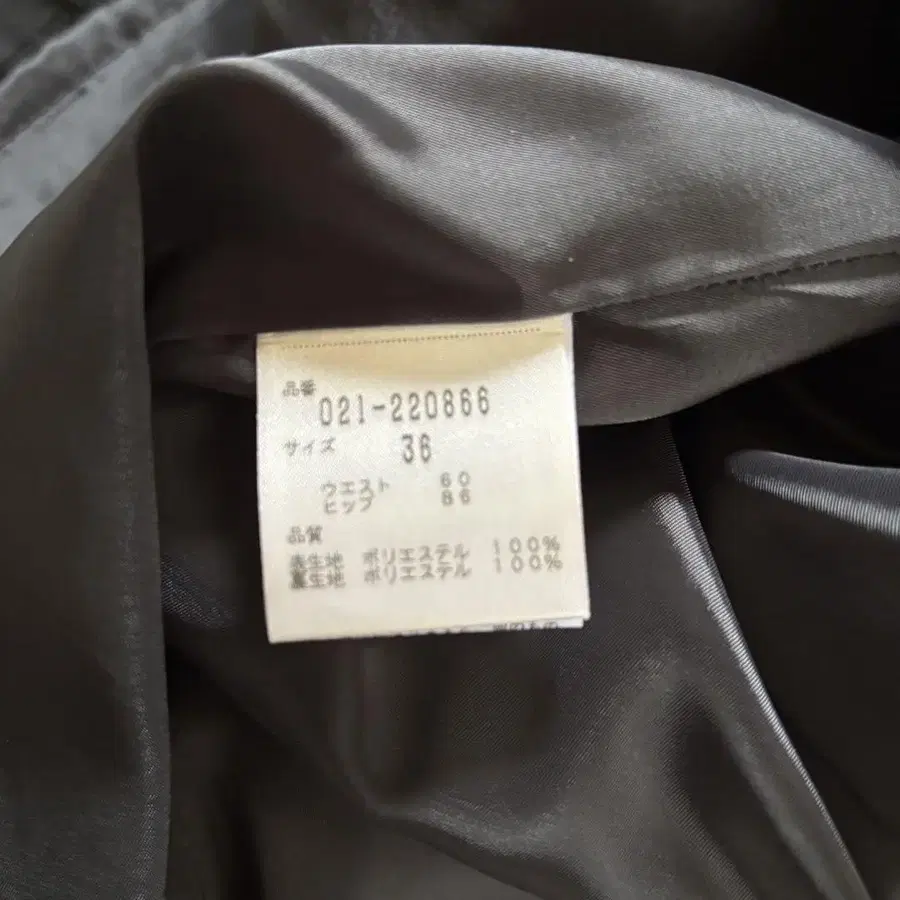 品番
021-220866
サイズ 36
ウエスト 60
ヒップ 86
品質
表生地 ポリエステル 100%
裏生地 ポリエステル 100%